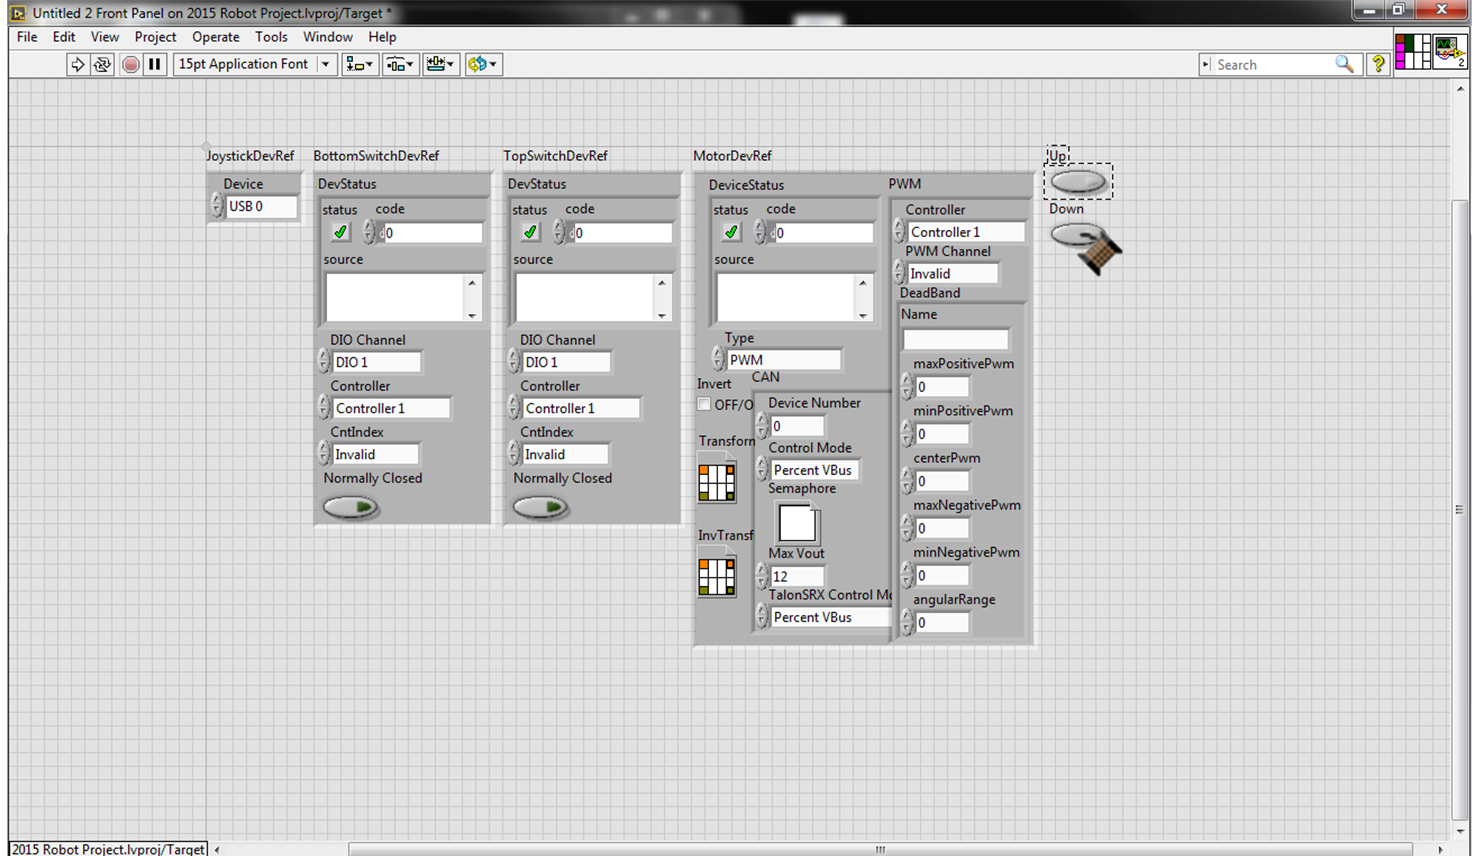 Untitled 2 Front Panel on 2015 Robot Project.lvproj/Target *
File Edit View Project Operate Tools Window Help
15pt Application Font
Search
?
2
JoystickDevRef
Device
USB 0
BottomSwitchDevRef
DevStatus
status code
d 0
source
DIO Channel
DIO 1
Controller
Controller 1
CntIndex
Invalid
Normally Closed
TopSwitchDevRef
DevStatus
status code
d 0
source
DIO Channel
DIO 1
Controller
Controller 1
CntIndex
Invalid
Normally Closed
MotorDevRef
DeviceStatus
status code
d 0
source
Type
PWM
Invert
OFF/O
Transform
InvTransf
CAN
Device Number
0
Control Mode
Percent VBus
Semaphore
Max Vout
12
TalonSRX Control Mo
Percent VBus
PWM
Controller
Controller 1
PWM Channel
Invalid
DeadBand
Name
maxPositivePwm
0
minPositivePwm
0
centerPwm
0
maxNegativePwm
0
minNegativePwm
0
angularRange
0
Up
Down
2015 Robot Project.lvproj/Target